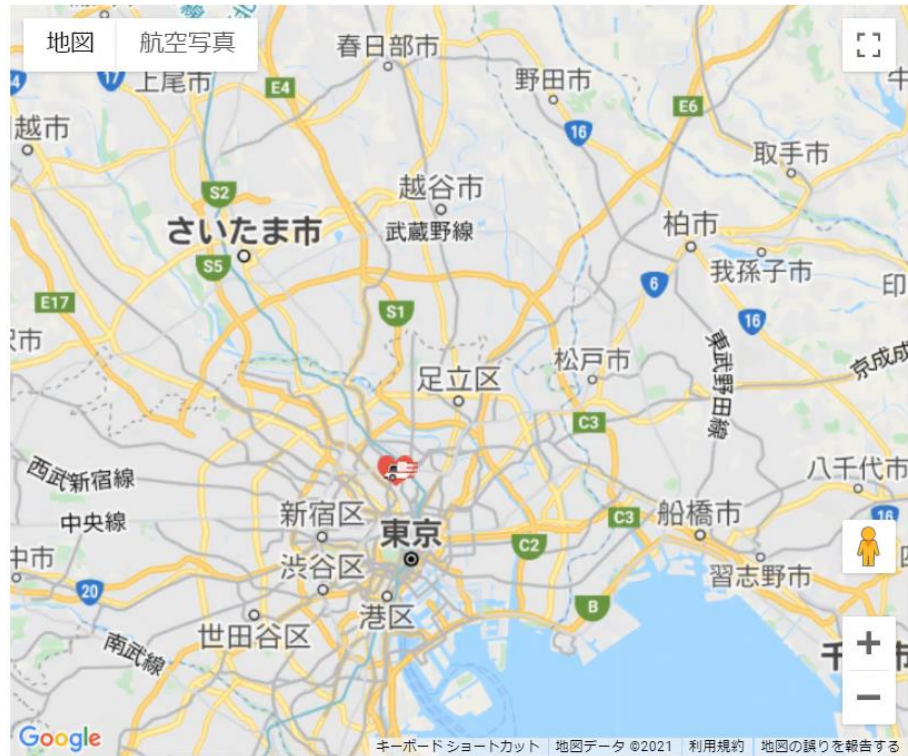 地図
航空写真
春日部市
17
上尾市
E4
野田市
16
E6
越市
取手市
S2
越谷市
武蔵野線
さいたま市
柏市
我孫子市
S5
6
印
E17
S1
16
東武野田線
松戸市
京成成
足立区
C3
西武新宿線
八千代市
新宿区
中央線
東京
C3
船橋市
16
C2
中市
20
渋谷区
習志野市
四
港区
B
世田谷区
南武線
千
市
+
−
Google
キーボード ショートカット
地図データ ©2021
利用規約
地図の誤りを報告する